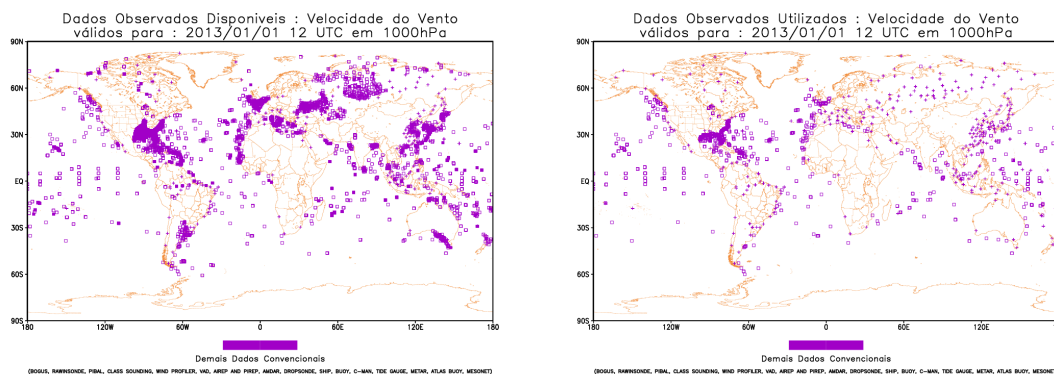 Dados Observados Disponiveis : Velocidade do Vento
válidos para : 2013/01/01 12 UTC em 1000hPa
90N
60N
30N
EQ
30S
60S
90S
180
120W
60W
0
60E
120E
180
Demais Dados Convencionais
(BOGUS, RAWINSONDE, PIBAL, CLASS SOUNDING, WIND PROFILER, VAD, AIREP AND PIREP, AMDAR, DROPSONDE, SHIP, BUOY, C-MAN, TIDE GAUGE, METAR, ATLAS BUOY, MESONET)
Dados Observados Utilizados : Velocidade do Vento
válidos para : 2013/01/01 12 UTC em 1000hPa
90N
60N
30N
EQ
30S
60S
90S
180
120W
60W
0
60E
120E
Demais Dados Convencionais
(BOGUS, RAWINSONDE, PIBAL, CLASS SOUNDING, WIND PROFILER, VAD, AIREP AND PIREP, AMDAR, DROPSONDE, SHIP, BUOY, C-MAN, TIDE GAUGE, METAR, ATLAS BUOY, MESONET